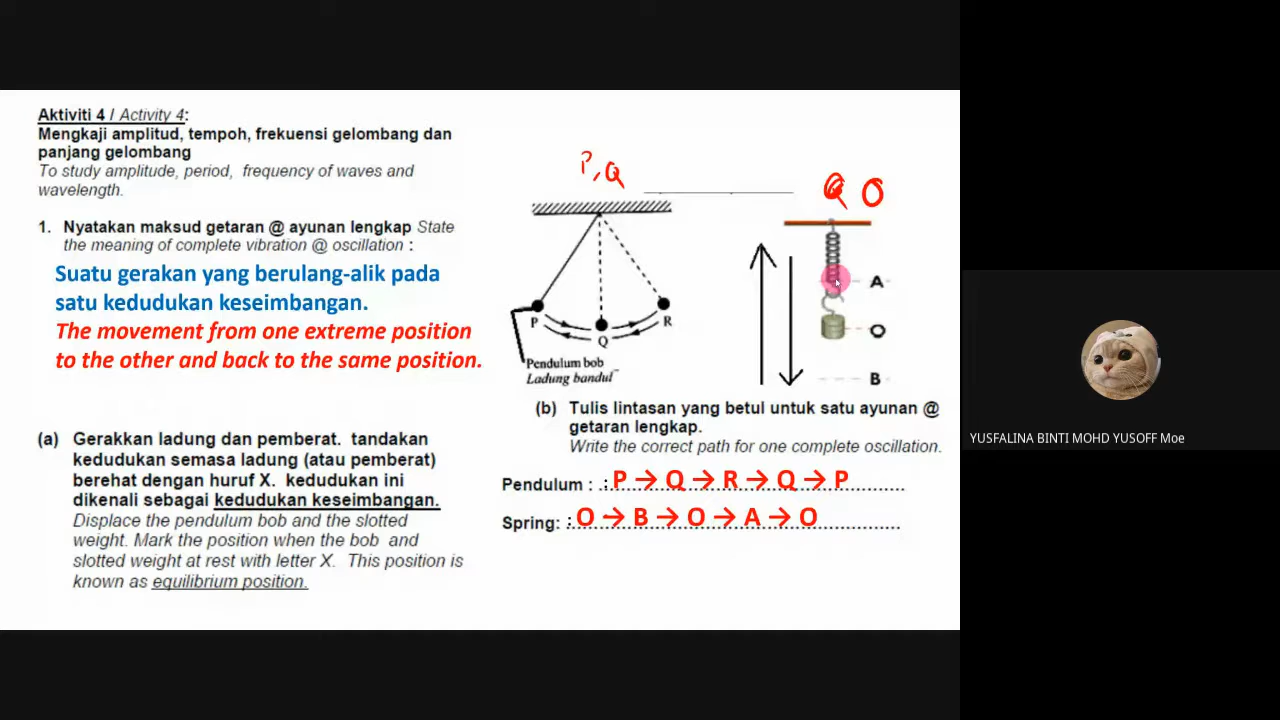 Aktiviti 4 / Activity 4:
Mengkaji amplitud, tempoh, frekuensi gelombang dan
panjang gelombang
To study amplitude, period, frequency of waves and
wavelength.
1. Nyatakan maksud getaran @ ayunan lengkap State
the meaning of complete vibration @ oscillation :
Suatu gerakan yang berulang-alik pada
satu kedudukan keseimbangan.
The movement from one extreme position
to the other and back to the same position.
(a) Gerakkan ladung dan pemberat. tandakan
kedudukan semasa ladung (atau pemberat)
berehat dengan huruf X. kedudukan ini
dikenali sebagai kedudukan keseimbangan.
Displace the pendulum bob and the slotted
weight. Mark the position when the bob and
slotted weight at rest with letter X. This position is
known as equilibrium position.
P, Q
Q O
P
Q
R
Pendulum bob
Ladung bandul
A
O
B
(b) Tulis lintasan yang betul untuk satu ayunan @
getaran lengkap.
Write the correct path for one complete oscillation.
Pendulum : : P → Q → R → Q → P
Spring: : O → B → O → A → O
YUSFALINA BINTI MOHD YUSOFF Moe